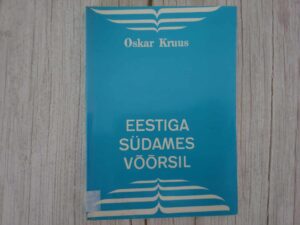 Oskar Kruus
EESTIGA
SÜDAMES
VÕÕRSIL